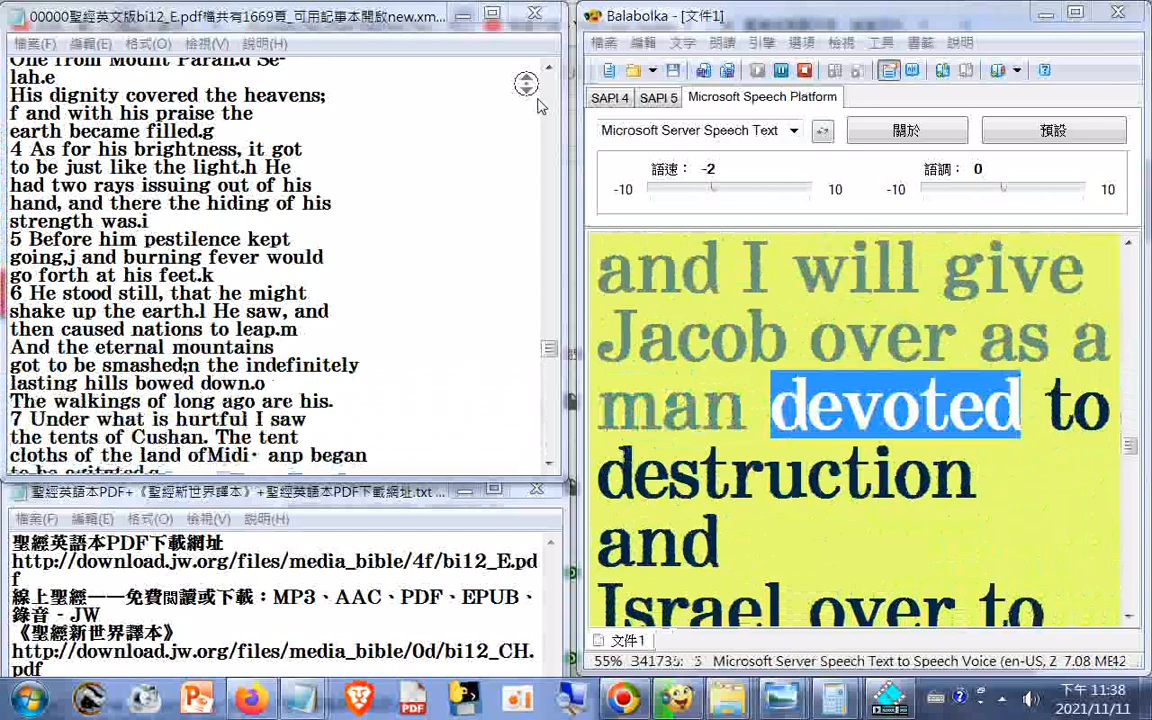 00000聖經英文版bi12_E.pdf檔共有1669頁_可用記事本開啟new.xm...
檔案(F) 編輯(E) 格式(O) 檢視(V) 說明(H)
One from Mount Paran.d Se-
lah.e
His dignity covered the heavens;
f and with his praise the
earth became filled.g
4 As for his brightness, it got
to be just like the light.h He
had two rays issuing out of his
hand, and there the hiding of his
strength was.i
5 Before him pestilence kept
going,j and burning fever would
go forth at his feet.k
6 He stood still, that he might
shake up the earth.l He saw, and
then caused nations to leap.m
And the eternal mountains
got to be smashed;n the indefinitely
lasting hills bowed down.o
The walkings of long ago are his.
7 Under what is hurtful I saw
the tents of Cushan. The tent
cloths of the land ofMidi· anp began
to be agitated.q
聖經英語本PDF+《聖經新世界譯本》+聖經英語本PDF下載網址.txt ...
檔案(F) 編輯(E) 格式(O) 檢視(V) 說明(H)
聖經英語本PDF下載網址
http://download.jw.org/files/media_bible/4f/bi12_E.pd
f
線上聖經——免費閱讀或下載：MP3、AAC、PDF、EPUB、
錄音 - JW
《聖經新世界譯本》
http://download.jw.org/files/media_bible/0d/bi12_CH.
pdf
Balabolka - [文件1]
檔案 編輯 文字 朗讀 引擎 選項 檢視 工具 書籤 說明
SAPI 4 SAPI 5 Microsoft Speech Platform
Microsoft Server Speech Text 關於 預設
語速： -2 語調： 0
-10 10 -10 10
and I will give
Jacob over as a
man devoted to
destruction
and
Israel over to
文件1
55% Microsoft Server Speech Text to Speech Voice (en-US, Z 7.08 ME
PDF
下午 11:38
2021/11/11